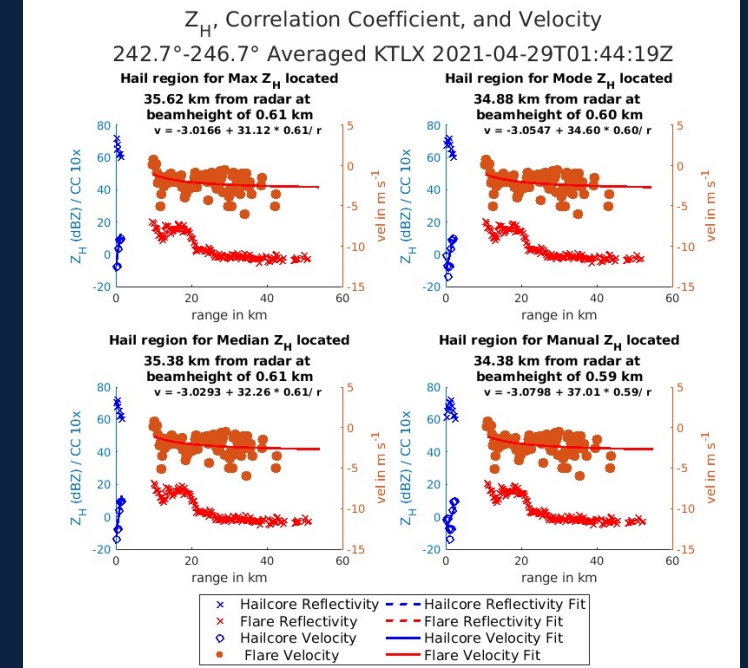 Z_H, Correlation Coefficient, and Velocity
242.7°-246.7° Averaged KTLX 2021-04-29T01:44:19Z
Hail region for Max Z_H located
35.62 km from radar at
beamheight of 0.61 km
v = -3.0166 + 31.12 * 0.61/ r
80
60
40
20
0
-20
Z_H (dBZ) / CC 10x
5
0
-5
-10
-15
vel in m s^-1
0 20 40 60
range in km
Hail region for Mode Z_H located
34.88 km from radar at
beamheight of 0.60 km
v = -3.0547 + 34.60 * 0.60/ r
80
60
40
20
0
-20
Z_H (dBZ) / CC 10x
5
0
-5
-10
-15
vel in m s^-1
0 20 40 60
range in km
Hail region for Median Z_H located
35.38 km from radar at
beamheight of 0.61 km
v = -3.0293 + 32.26 * 0.61/ r
80
60
40
20
0
-20
Z_H (dBZ) / CC 10x
5
0
-5
-10
-15
vel in m s^-1
0 20 40 60
range in km
Hail region for Manual Z_H located
34.38 km from radar at
beamheight of 0.59 km
v = -3.0798 + 37.01 * 0.59/ r
80
60
40
20
0
-20
Z_H (dBZ) / CC 10x
5
0
-5
-10
-15
vel in m s^-1
0 20 40 60
range in km
Hailcore Reflectivity Hailcore Reflectivity Fit
Flare Reflectivity Flare Reflectivity Fit
Hailcore Velocity Hailcore Velocity Fit
Flare Velocity Flare Velocity Fit